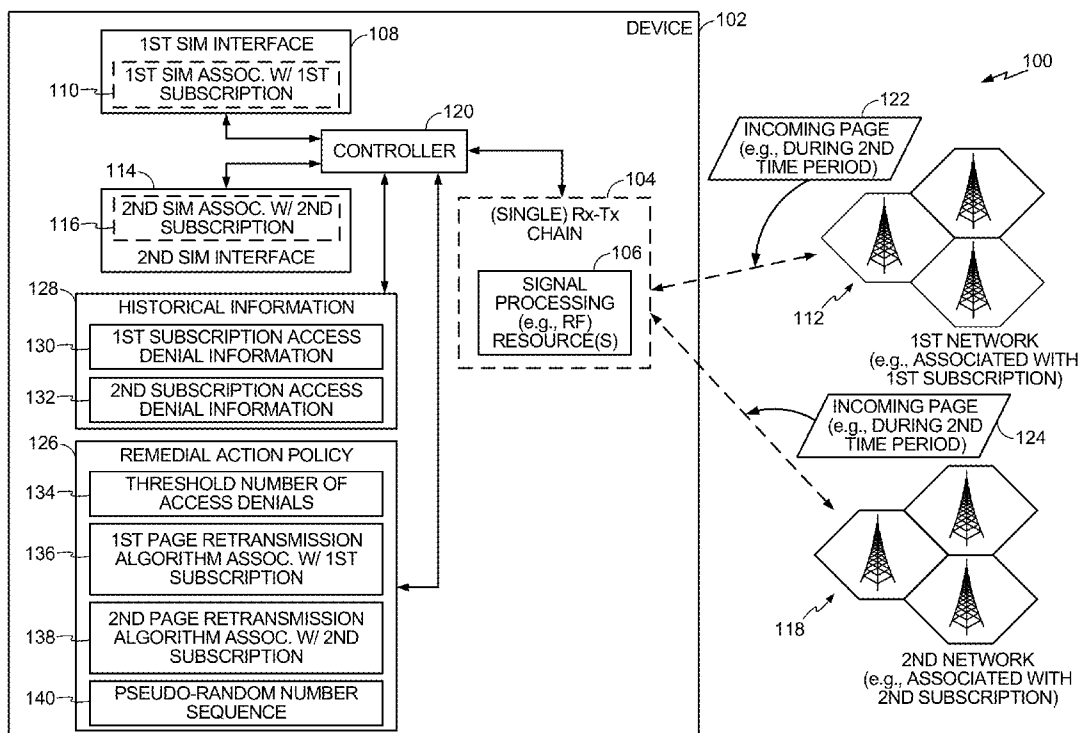 DEVICE
102
1ST SIM INTERFACE
108
110
1ST SIM ASSOC. W/ 1ST
SUBSCRIPTION
120
CONTROLLER
114
116
2ND SIM ASSOC. W/ 2ND
SUBSCRIPTION
2ND SIM INTERFACE
104
(SINGLE) Rx-Tx
CHAIN
106
SIGNAL
PROCESSING
(e.g., RF)
RESOURCE(S)
128
HISTORICAL INFORMATION
130
1ST SUBSCRIPTION ACCESS
DENIAL INFORMATION
132
2ND SUBSCRIPTION ACCESS
DENIAL INFORMATION
126
REMEDIAL ACTION POLICY
134
THRESHOLD NUMBER OF
ACCESS DENIALS
136
1ST PAGE RETRANSMISSION
ALGORITHM ASSOC. W/ 1ST
SUBSCRIPTION
138
2ND PAGE RETRANSMISSION
ALGORITHM ASSOC. W/ 2ND
SUBSCRIPTION
140
PSEUDO-RANDOM NUMBER
SEQUENCE
100
122
INCOMING PAGE
(e.g., DURING 2ND
TIME PERIOD)
112
1ST NETWORK
(e.g., ASSOCIATED WITH
1ST SUBSCRIPTION)
INCOMING PAGE
(e.g., DURING 2ND
TIME PERIOD)
124
118
2ND NETWORK
(e.g., ASSOCIATED WITH
2ND SUBSCRIPTION)